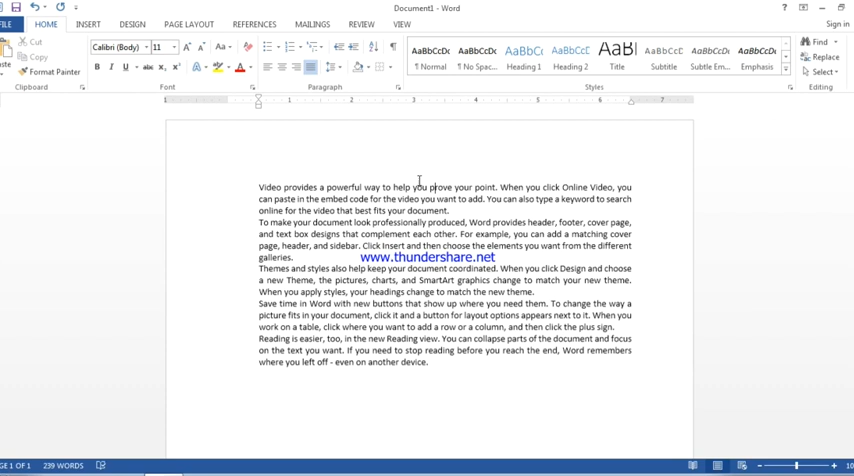 Document1 - Word
Sign in
FILE HOME INSERT DESIGN PAGE LAYOUT REFERENCES MAILINGS REVIEW VIEW
Cut
Copy
Format Painter
Clipboard
Calibri (Body) 11
Font
Paragraph
AaBbCcDc AaBbCcDc AaBbCc AaBbCcC AaBl AaBbCcD AaBbCcDc AaBbCcDc
¶ Normal ¶ No Spac... Heading 1 Heading 2 Title Subtitle Subtle Em... Emphasis
Styles
Find
Replace
Select
Editing
1 1 2 3 4 5 6 7
Video provides a powerful way to help you prove your point. When you click Online Video, you
can paste in the embed code for the video you want to add. You can also type a keyword to search
online for the video that best fits your document.
To make your document look professionally produced, Word provides header, footer, cover page,
and text box designs that complement each other. For example, you can add a matching cover
page, header, and sidebar. Click Insert and then choose the elements you want from the different
galleries.
www.thundershare.net
Themes and styles also help keep your document coordinated. When you click Design and choose
a new Theme, the pictures, charts, and SmartArt graphics change to match your new theme.
When you apply styles, your headings change to match the new theme.
Save time in Word with new buttons that show up where you need them. To change the way a
picture fits in your document, click it and a button for layout options appears next to it. When you
work on a table, click where you want to add a row or a column, and then click the plus sign.
Reading is easier, too, in the new Reading view. You can collapse parts of the document and focus
on the text you want. If you need to stop reading before you reach the end, Word remembers
where you left off - even on another device.
GE 1 OF 1 239 WORDS